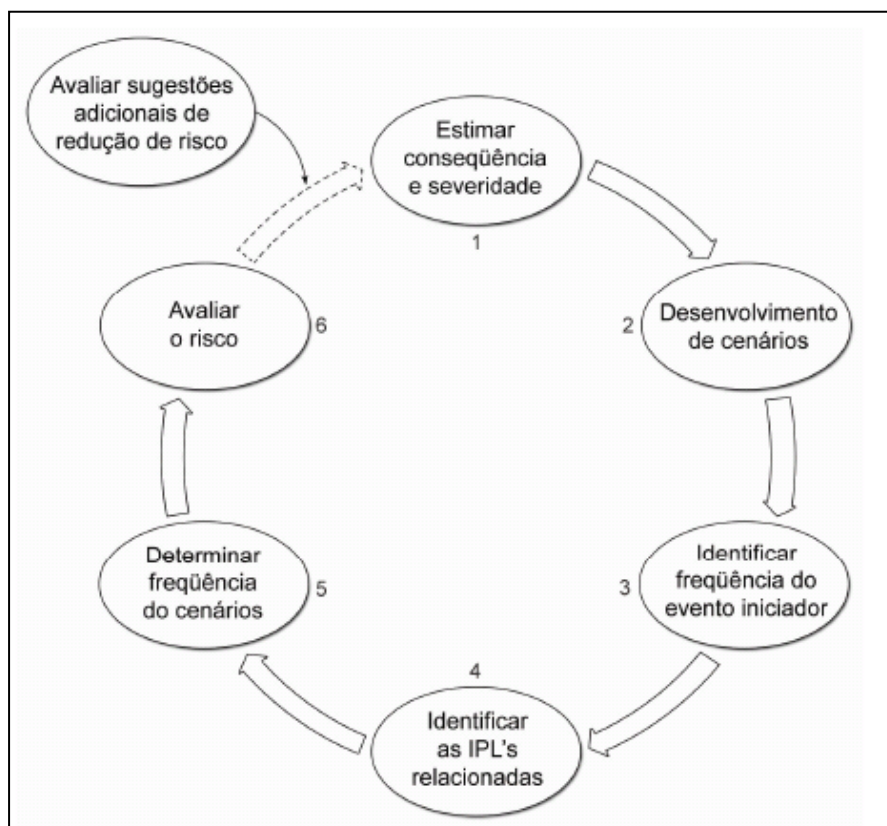 Avaliar sugestões
adicionais de
redução de risco
Estimar
conseqüência
e severidade
1
2
Desenvolvimento
de cenários
3
Identificar
freqüência do
evento iniciador
4
Identificar
as IPL's
relacionadas
Determinar
freqüência
do cenários
5
Avaliar
o risco
6